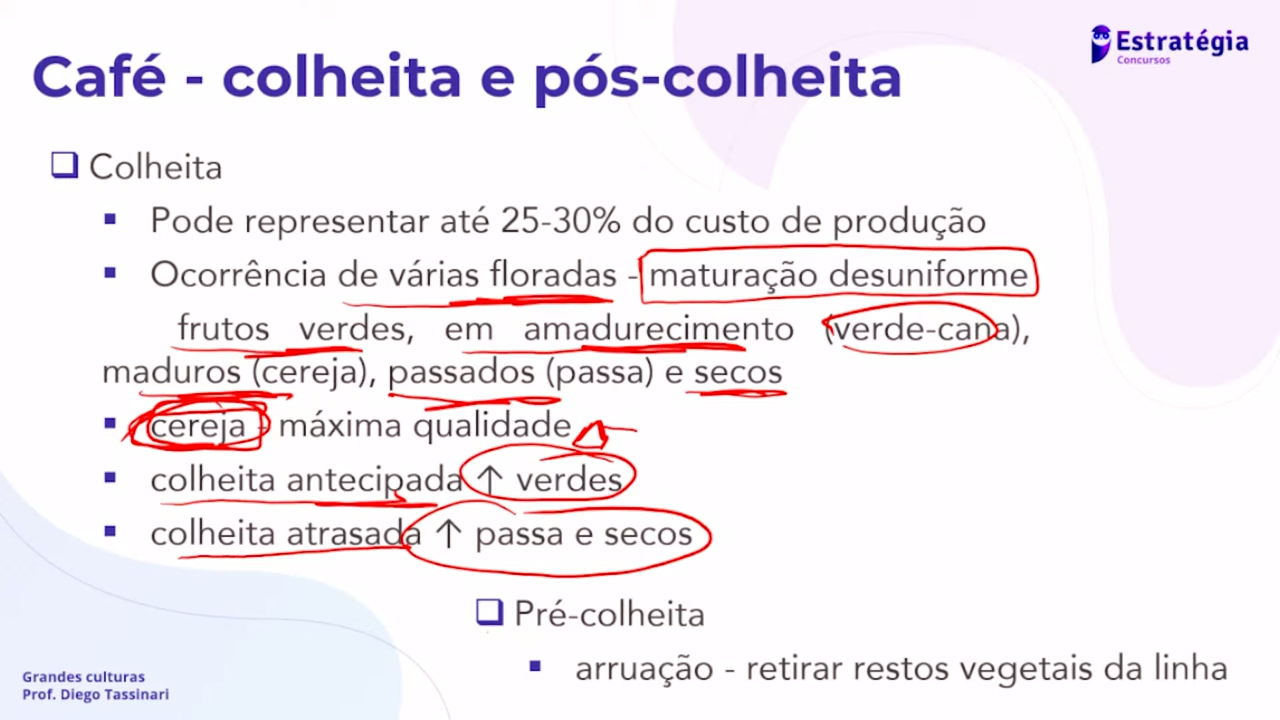 Estratégia
Concursos
Café - colheita e pós-colheita
❑ Colheita
▪ Pode representar até 25-30% do custo de produção
▪ Ocorrência de várias floradas - maturação desuniforme
frutos verdes, em amadurecimento (verde-cana),
maduros (cereja), passados (passa) e secos
▪ cereja - máxima qualidade
▪ colheita antecipada ↑ verdes
▪ colheita atrasada ↑ passa e secos
❑ Pré-colheita
▪ arruação - retirar restos vegetais da linha
Grandes culturas
Prof. Diego Tassinari